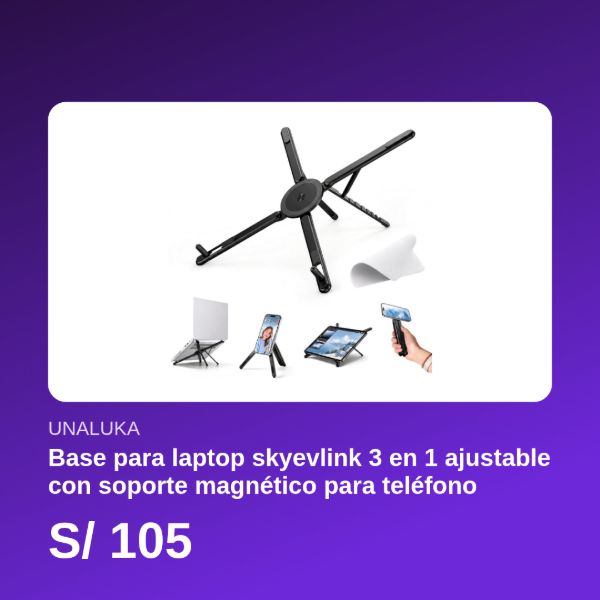 UNALUKA
Base para laptop skyevlink 3 en 1 ajustable
con soporte magnético para teléfono
S/ 105